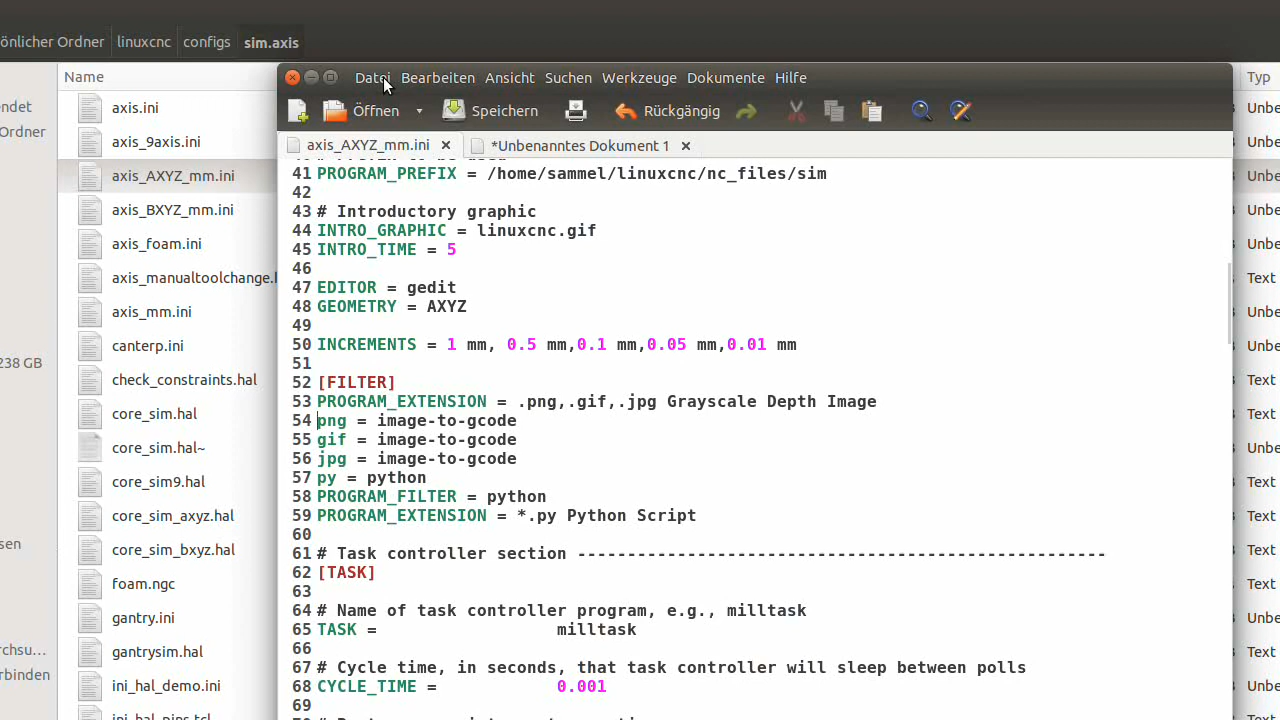 önlicher Ordner linuxcnc configs sim.axis
Name
Typ
endet
Ordner
238 GB
sen
rchsu…
rbinden
axis.ini
axis_9axis.ini
axis_AXYZ_mm.ini
axis_BXYZ_mm.ini
axis_foam.ini
axis_manualtoolchange.
axis_mm.ini
canterp.ini
check_constraints.hal
core_sim.hal
core_sim.hal~
core_sim_axyz.hal
core_sim_bxyz.hal
foam.ngc
gantry.ini
gantrysim.hal
ini_hal_demo.ini
Datei Bearbeiten Ansicht Suchen Werkzeuge Dokumente Hilfe
Öffnen Speichern Rückgängig
axis_AXYZ_mm.ini *Unbenanntes Dokument 1
41 PROGRAM_PREFIX = /home/sammel/linuxcnc/nc_files/sim
42
43 # Introductory graphic
44 INTRO_GRAPHIC = linuxcnc.gif
45 INTRO_TIME = 5
46
47 EDITOR = gedit
48 GEOMETRY = AXYZ
49
50 INCREMENTS = 1 mm, 0.5 mm,0.1 mm,0.05 mm,0.01 mm
51
52 [FILTER]
53 PROGRAM_EXTENSION = .png,.gif,.jpg Grayscale Depth Image
54 png = image-to-gcode
55 gif = image-to-gcode
56 jpg = image-to-gcode
57 py = python
58 PROGRAM_FILTER = python
59 PROGRAM_EXTENSION = *.py Python Script
60
61 # Task controller section -----------------------------------------------------
62 [TASK]
63
64 # Name of task controller program, e.g., milltask
65 TASK = milltask
66
67 # Cycle time, in seconds, that task controller will sleep between polls
68 CYCLE_TIME = 0.001
69
Unbe
Unbe
Unbe
Unbe
Unbe
Unbe
Unbe
Unbe
Text
Text
Unbe
Text
Text
Text
Unbe
Unbe
Text
Unbe